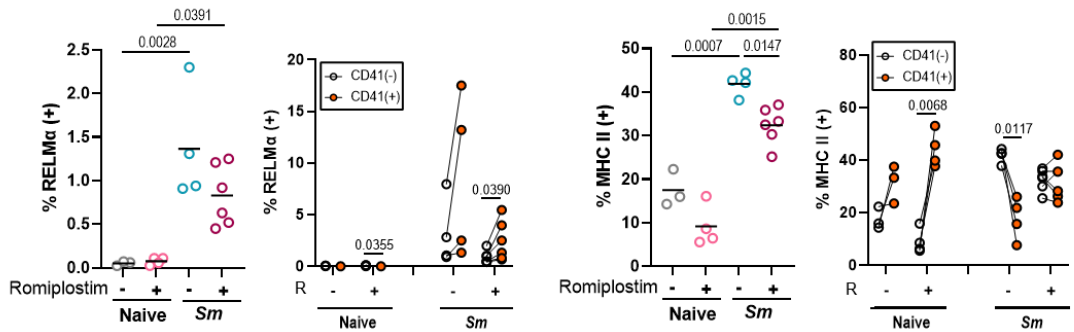 0.0391
0.0028
% RELMα (+)
2.5
2.0
1.5
1.0
0.5
0.0
Romiplostim - + - +
Naive Sm
% RELMα (+)
20
15
10
5
0
CD41(-)
CD41(+)
0.0355
0.0390
R - + - +
Naive Sm
0.0015
0.0007 0.0147
% MHC II (+)
50
40
30
20
10
0
Romiplostim - + - +
Naive Sm
% MHC II (+)
80
60
40
20
0
CD41(-)
CD41(+)
0.0068
0.0117
R - + - +
Naive Sm